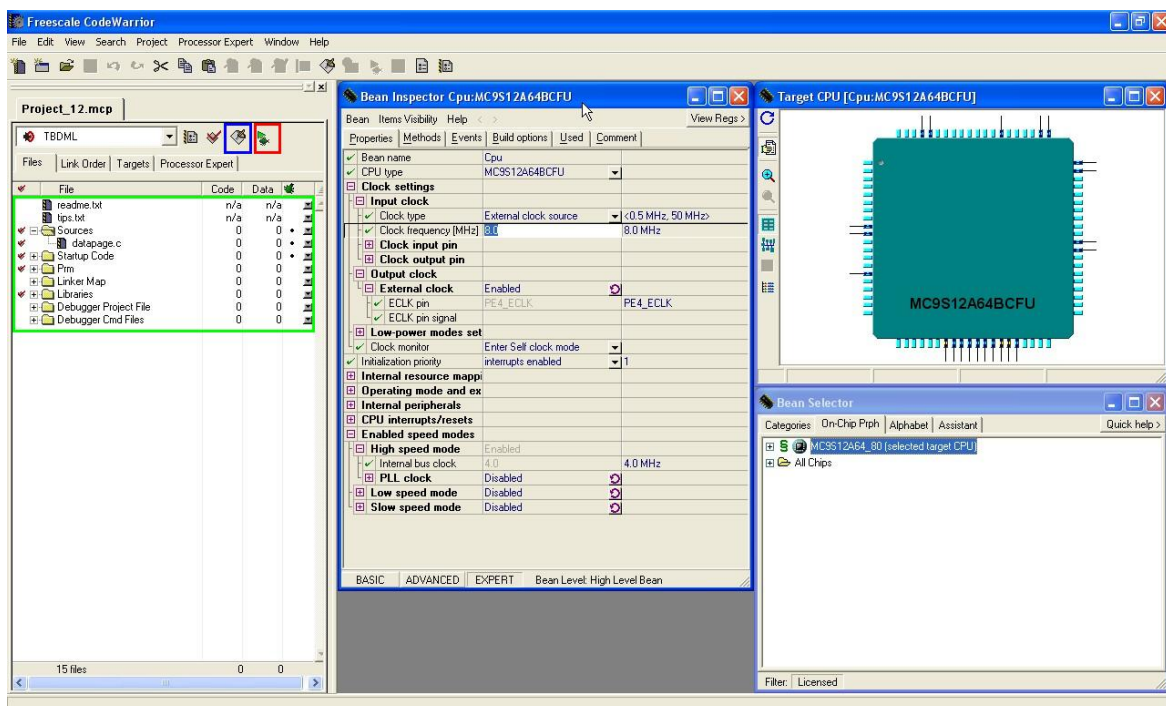 Freescale CodeWarrior
File Edit View Search Project Processor Expert Window Help
Project_12.mcp
TBDML
Files Link Order Targets Processor Expert
File Code Data
readme.txt n/a n/a
tips.txt n/a n/a
Sources 0 0
datapage.c 0 0
Startup Code 0 0
Prm 0 0
Linker Map 0 0
Libraries 0 0
Debugger Project File 0 0
Debugger Cmd Files 0 0
15 files 0 0
Bean Inspector Cpu:MC9S12A64BCFU
Bean Items Visibility Help < > View Regs >
Properties Methods Events Build options Used Comment
Bean name Cpu
CPU type MC9S12A64BCFU
Clock settings
Input clock
Clock type External clock source <0.5 MHz, 50 MHz>
Clock frequency [MHz] 8.0 8.0 MHz
Clock input pin
Clock output pin
Output clock
External clock Enabled
ECLK pin PE4_ECLK PE4_ECLK
ECLK pin signal
Low-power modes set
Clock monitor Enter Self clock mode
Initialization priority interrupts enabled 1
Internal resource mappi
Operating mode and ex
Internal peripherals
CPU interrupts/resets
Enabled speed modes
High speed mode Enabled
Internal bus clock 4.0 4.0 MHz
PLL clock Disabled
Low speed mode Disabled
Slow speed mode Disabled
BASIC ADVANCED EXPERT Bean Level: High Level Bean
Target CPU [Cpu:MC9S12A64BCFU]
MC9S12A64BCFU
Bean Selector
Categories On-Chip Prph Alphabet Assistant Quick help >
MC9S12A64_80 (selected target CPU)
All Chips
Filter: Licensed